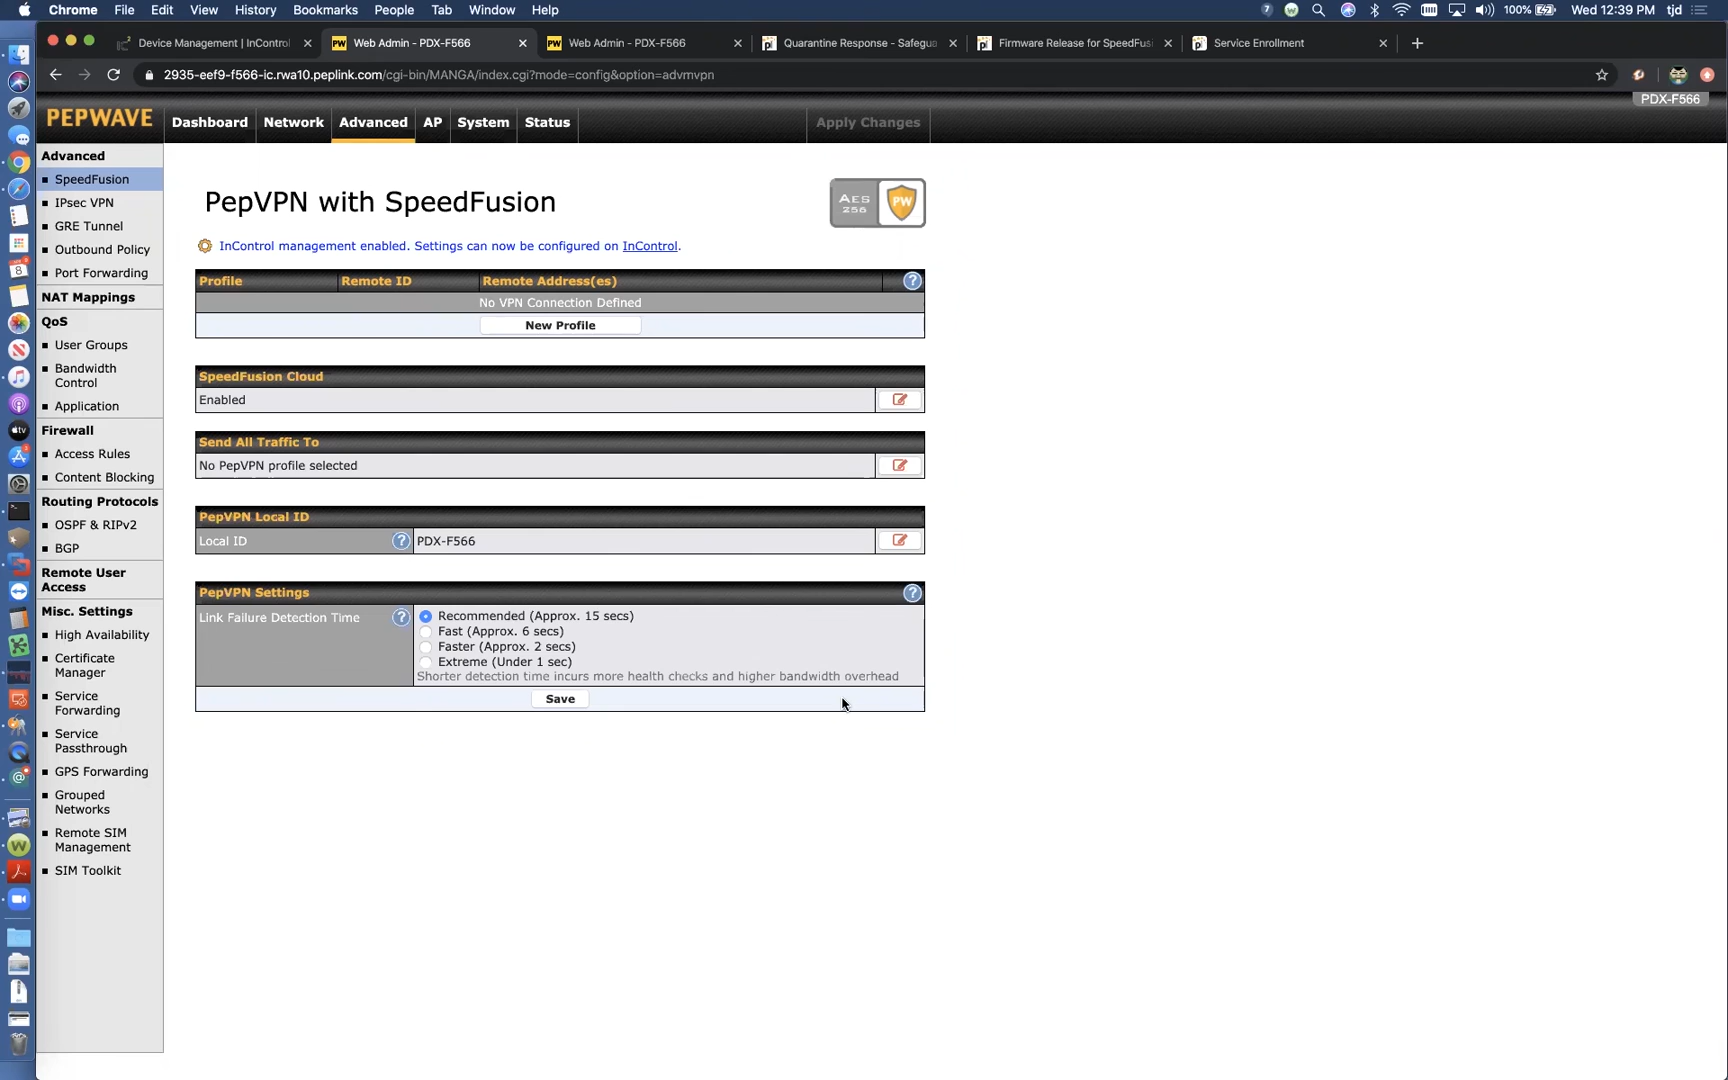 Chrome File Edit View History Bookmarks People Tab Window Help 7 100% Wed 12:39 PM tjd
Device Management | InControl Web Admin - PDX-F566 Web Admin - PDX-F566 Quarantine Response - Safegua Firmware Release for SpeedFus Service Enrollment
2935-eef9-f566-ic.rwa10.peplink.com/cgi-bin/MANGA/index.cgi?mode=config&option=advmvpn
PDX-F566
PEPWAVE Dashboard Network Advanced AP System Status Apply Changes
Advanced
SpeedFusion
IPsec VPN
GRE Tunnel
Outbound Policy
Port Forwarding
NAT Mappings
QoS
User Groups
Bandwidth
Control
Application
Firewall
Access Rules
Content Blocking
Routing Protocols
OSPF & RIPv2
BGP
Remote User
Access
Misc. Settings
High Availability
Certificate
Manager
Service
Forwarding
Service
Passthrough
GPS Forwarding
Grouped
Networks
Remote SIM
Management
SIM Toolkit
PepVPN with SpeedFusion
AES
256
PW
InControl management enabled. Settings can now be configured on InControl.
Profile Remote ID Remote Address(es) ?
No VPN Connection Defined
New Profile
SpeedFusion Cloud
Enabled
Send All Traffic To
No PepVPN profile selected
PepVPN Local ID
Local ID ? PDX-F566
PepVPN Settings ?
Link Failure Detection Time ? Recommended (Approx. 15 secs)
Fast (Approx. 6 secs)
Faster (Approx. 2 secs)
Extreme (Under 1 sec)
Shorter detection time incurs more health checks and higher bandwidth overhead
Save